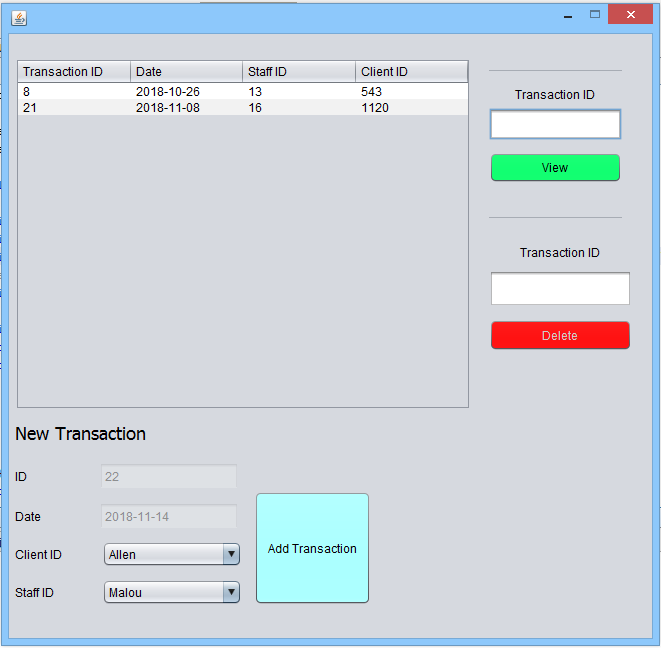 Transaction ID Date Staff ID Client ID
8 2018-10-26 13 543
21 2018-11-08 16 1120
Transaction ID
View
Transaction ID
Delete
New Transaction
ID 22
Date 2018-11-14
Client ID Allen
Staff ID Malou
Add Transaction